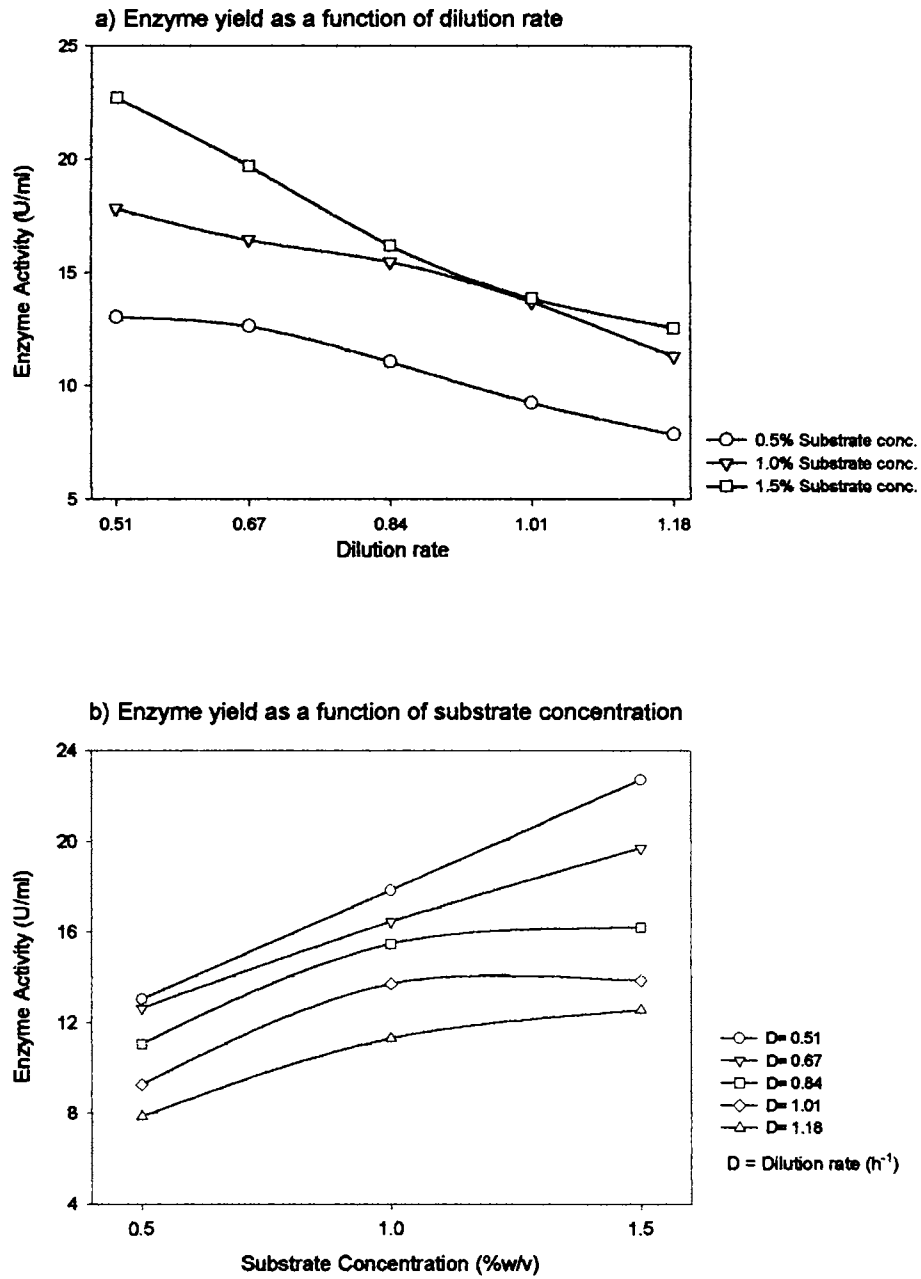 a) Enzyme yield as a function of dilution rate
25
20
15
10
5
Enzyme Activity (U/ml)
0.51 0.67 0.84 1.01 1.18
Dilution rate
0.5% Substrate conc.
1.0% Substrate conc.
1.5% Substrate conc.
b) Enzyme yield as a function of substrate concentration
24
20
16
12
8
4
Enzyme Activity (U/ml)
0.5 1.0 1.5
Substrate Concentration (%w/v)
D= 0.51
D= 0.67
D= 0.84
D= 1.01
D= 1.18
D = Dilution rate (h⁻¹)